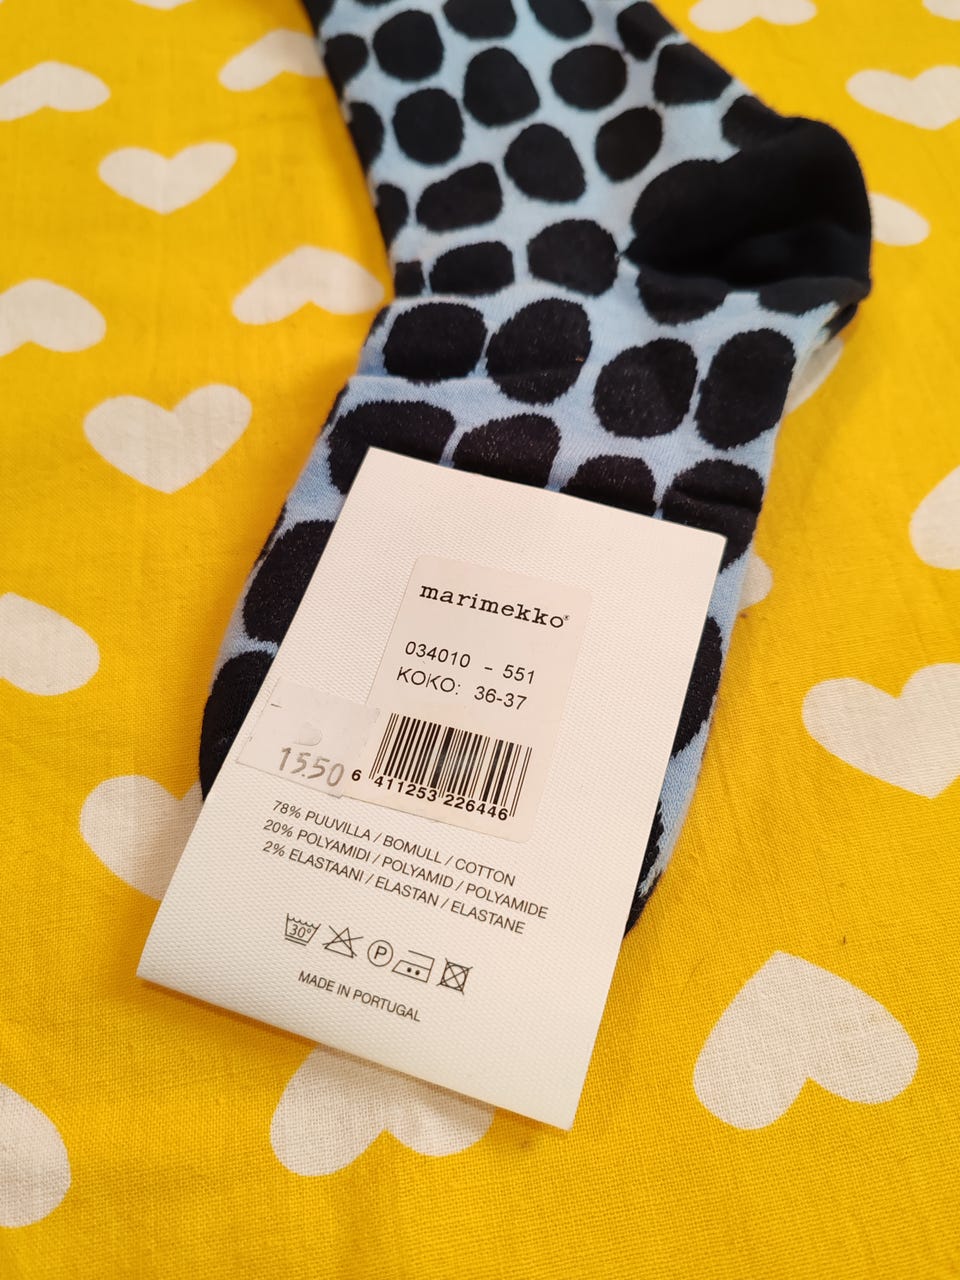 marimekko®
034010 - 551
KOKO: 36-37
15.50
6 411253 226446
78% PUUVILLA / BOMULL / COTTON
20% POLYAMIDI / POLYAMID / POLYAMIDE
2% ELASTAANI / ELASTAN / ELASTANE
30°
P
MADE IN PORTUGAL